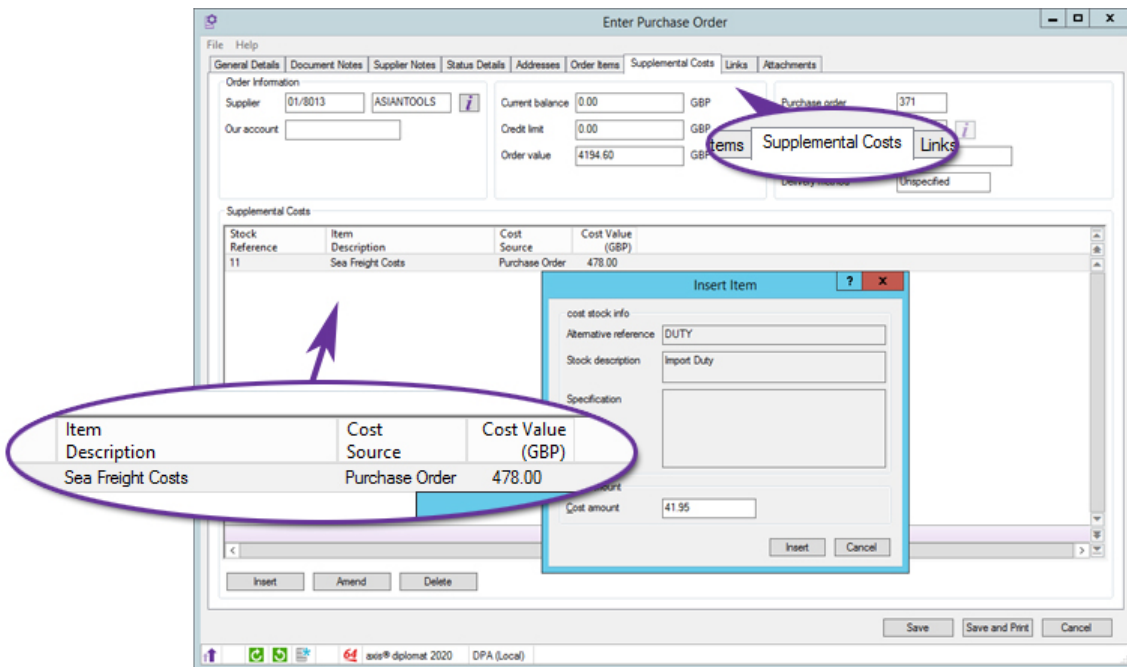 Enter Purchase Order
File Help
General Details Document Notes Supplier Notes Status Details Addresses Order Items Supplemental Costs Links Attachments
Order Information
Supplier 01/8013 ASIANTOOLS i Current balance 0.00 GBP Purchase order 371
Our account Credit limit 0.00 GBP i
Order value 4194.60 GBP
Delivery method Unspecified
tems Supplemental Costs Links
Supplemental Costs
Stock Reference Item Description Cost Source Cost Value (GBP)
11 Sea Freight Costs Purchase Order 478.00
Insert Item ? x
cost stock info
Alternative reference DUTY
Stock description Import Duty
Specification
Cost amount 41.95
Insert Cancel
Item Description Cost Source Cost Value (GBP)
Sea Freight Costs Purchase Order 478.00
Insert Amend Delete
Save Save and Print Cancel
64 axis® diplomat 2020 DPA (Local)